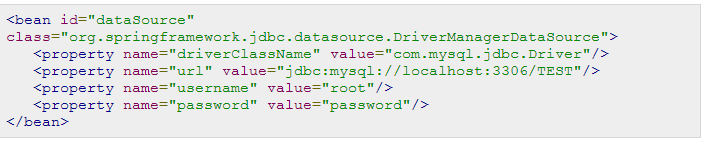 <bean id="dataSource"
class="org.springframework.jdbc.datasource.DriverManagerDataSource">
   <property name="driverClassName" value="com.mysql.jdbc.Driver"/>
   <property name="url" value="jdbc:mysql://localhost:3306/TEST"/>
   <property name="username" value="root"/>
   <property name="password" value="password"/>
</bean>